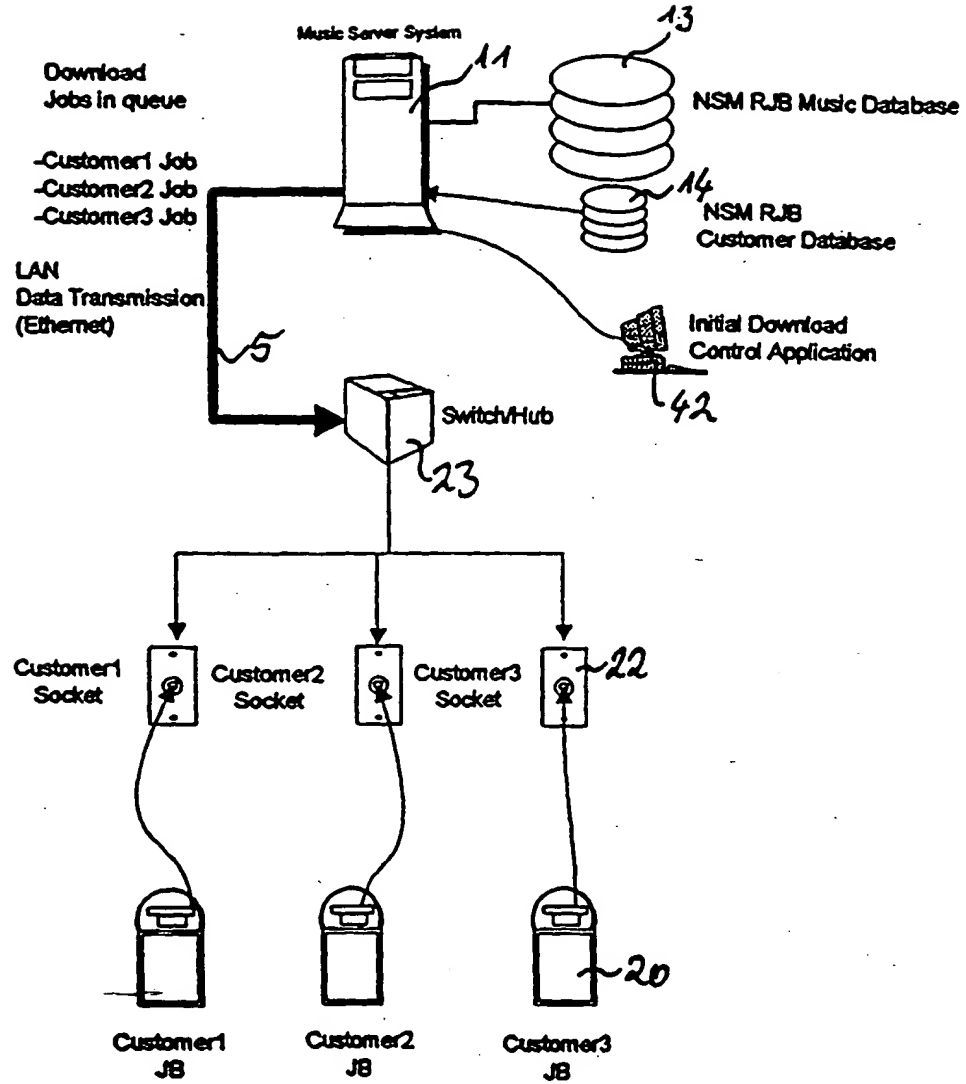 Music Server System
11
13
Download
Jobs in queue
NSM RJB Music Database
-Customer1 Job
-Customer2 Job
-Customer3 Job
14
NSM RJB
Customer Database
LAN
Data Transmission
(Ethernet)
5
Initial Download
Control Application
42
Switch/Hub
23
Customer1
Socket
Customer2
Socket
Customer3
Socket
22
20
Customer1
JB
Customer2
JB
Customer3
JB